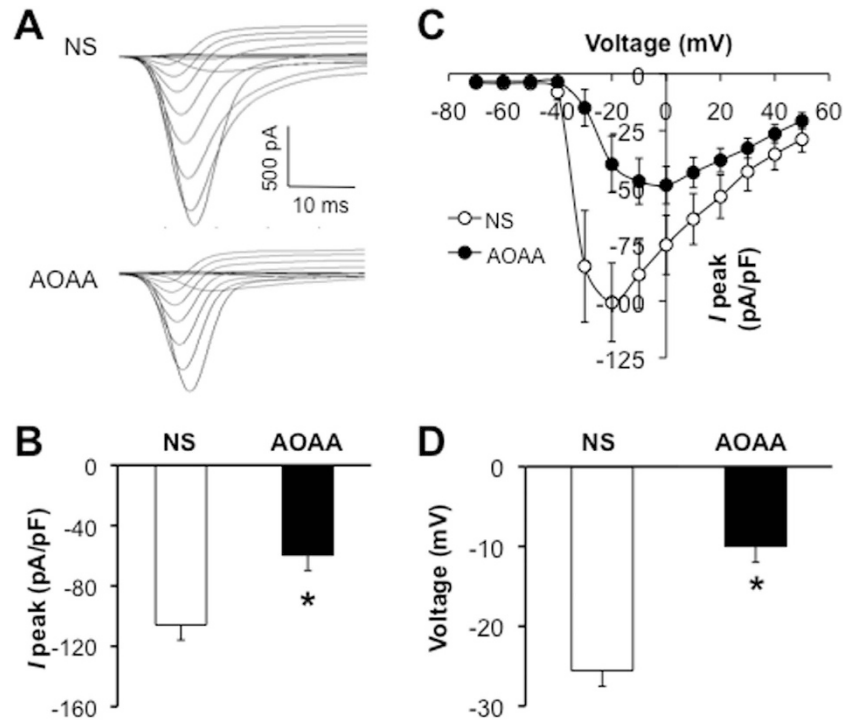 A
NS
500 pA
10 ms
AOAA
C
Voltage (mV)
0
-80 -60 -40 -20 0 20 40 60
-25
-50
-75
-100
-125
NS
AOAA
I peak
(pA/pF)
B
NS AOAA
0
-40
-80
-120
-160
I peak (pA/pF)
*
D
NS AOAA
0
-10
-20
-30
Voltage (mV)
*